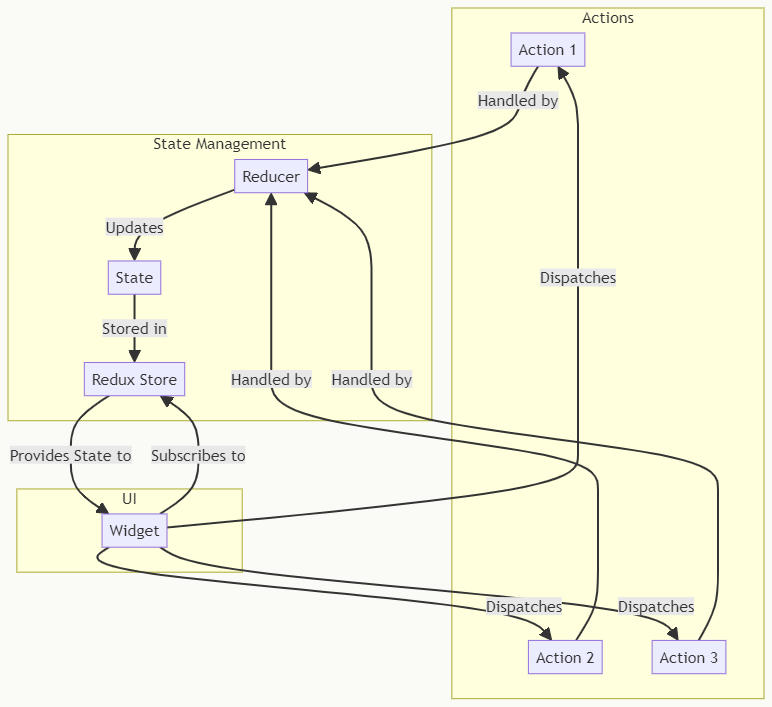 Actions
Action 1
Handled by
State Management
Reducer
Updates
State
Dispatches
Stored in
Redux Store
Handled by
Handled by
Provides State to
Subscribes to
UI
Widget
Dispatches
Dispatches
Action 2
Action 3